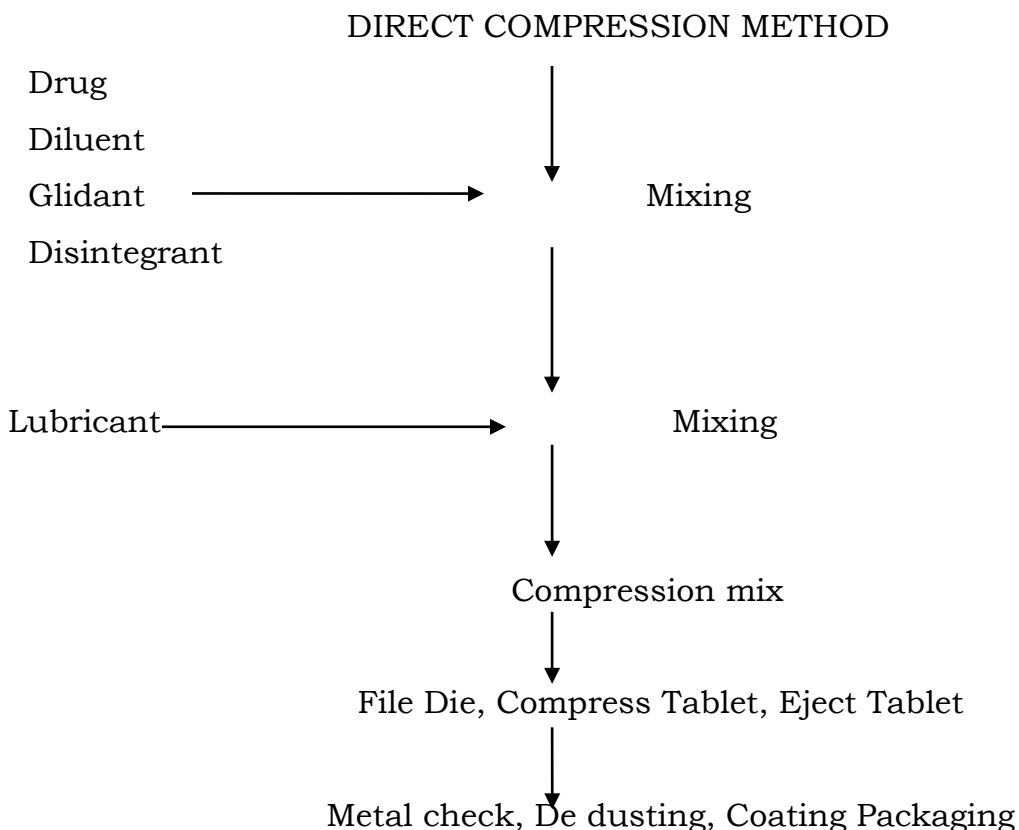 DIRECT COMPRESSION METHOD
Drug
Diluent
Glidant Mixing
Disintegrant
Lubricant Mixing
Compression mix
File Die, Compress Tablet, Eject Tablet
Metal check, De dusting, Coating Packaging